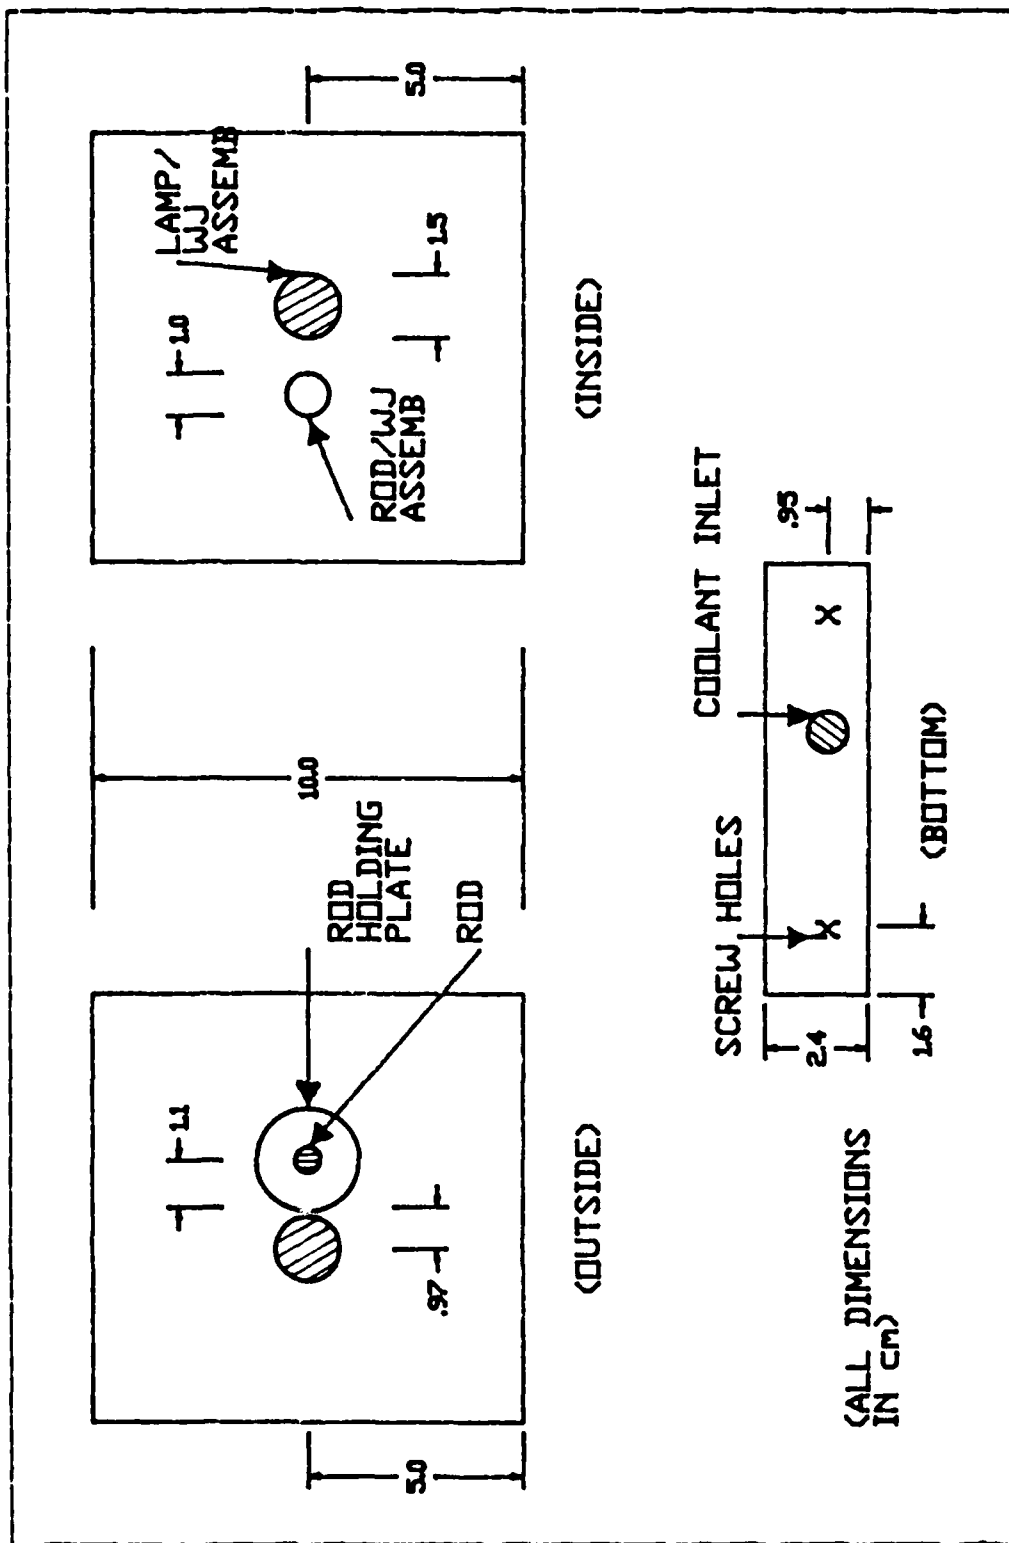 5.0
1.1
.97
ROD
HOLDING
PLATE
ROD
(OUTSIDE)
10.0
1.0
LAMP/
WJ
ASSEMB
5.0
ROD/WJ
ASSEMB
1.5
(INSIDE)
(ALL DIMENSIONS
IN cm)
SCREW HOLES
COOLANT INLET
2.4
X
X
.95
1.6
(BOTTOM)